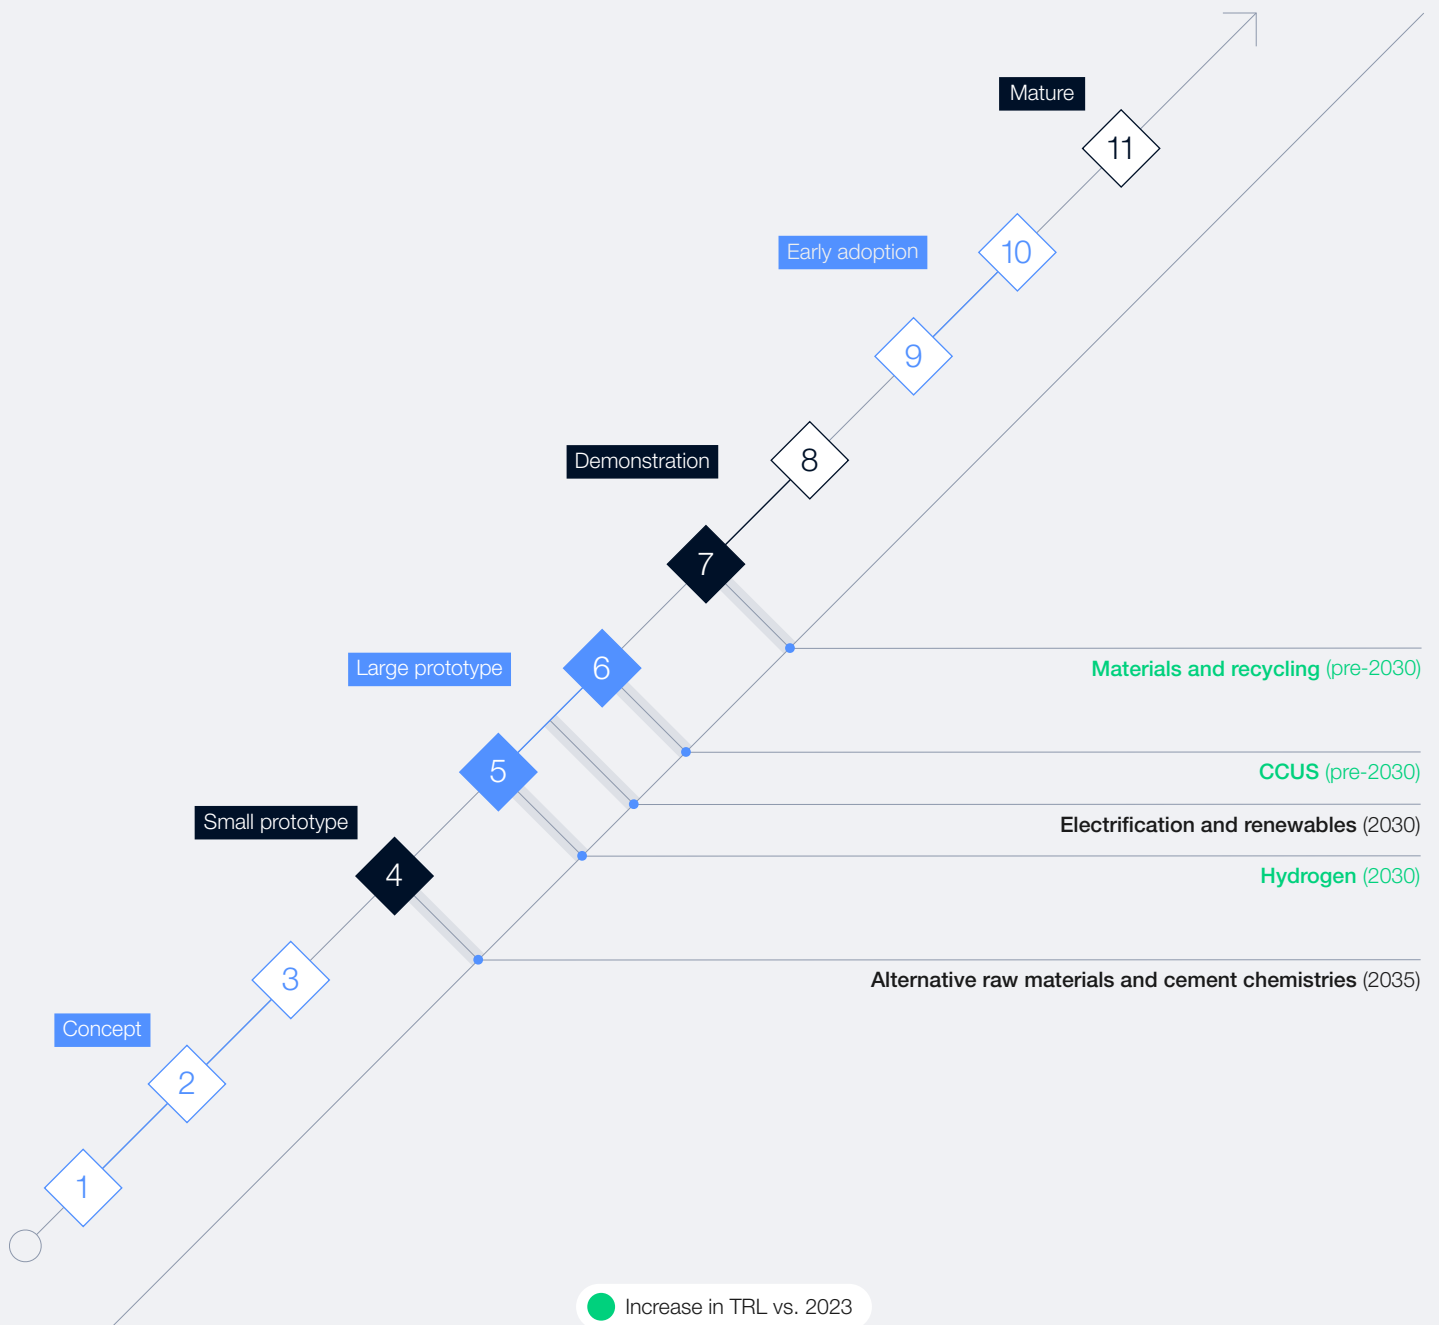 Mature
11
Early adoption
10
9
Demonstration
8
7
Large prototype
6
Materials and recycling (pre-2030)
5
CCUS (pre-2030)
Small prototype
Electrification and renewables (2030)
4
Hydrogen (2030)
3
Alternative raw materials and cement chemistries (2035)
Concept
2
1
Increase in TRL vs. 2023